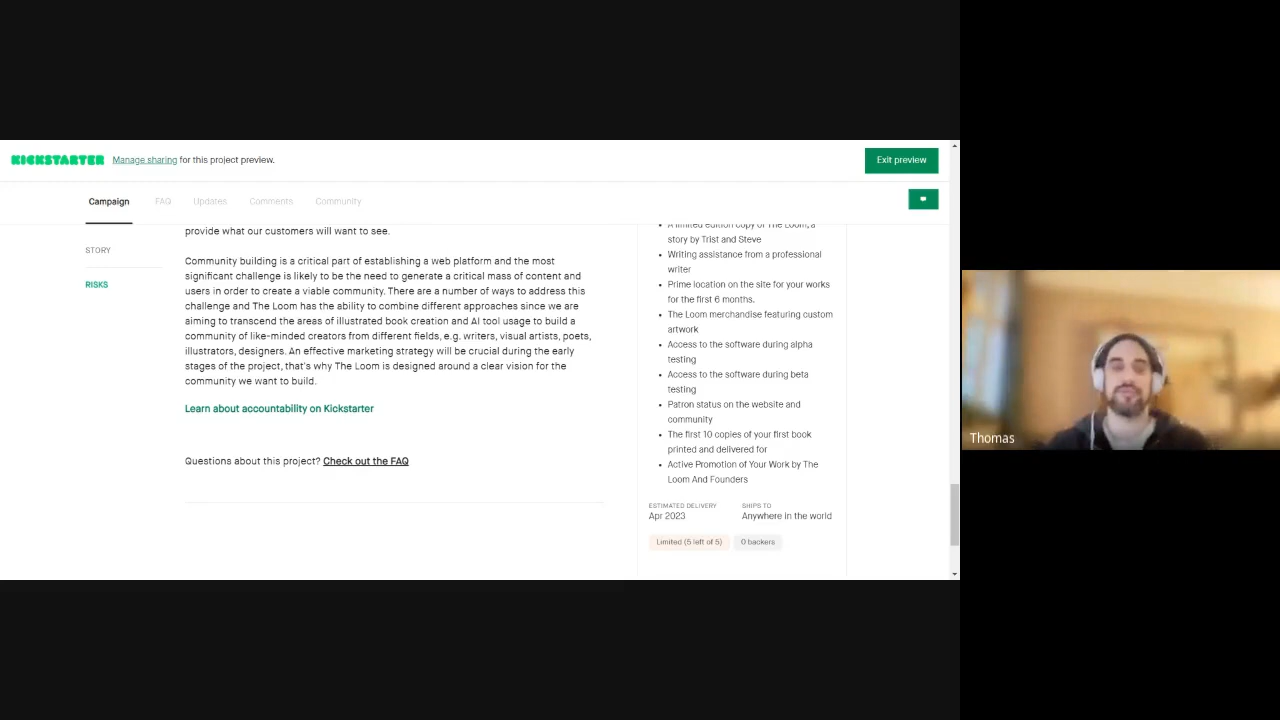 KICKSTARTER
Manage sharing for this project preview.
Exit preview
Campaign
FAQ
Updates
Comments
Community
STORY
RISKS
provide what our customers will want to see.
Community building is a critical part of establishing a web platform and the most
significant challenge is likely to be the need to generate a critical mass of content and
users in order to create a viable community. There are a number of ways to address this
challenge and The Loom has the ability to combine different approaches since we are
aiming to transcend the areas of illustrated book creation and AI tool usage to build a
community of like-minded creators from different fields, e.g. writers, visual artists, poets,
illustrators, designers. An effective marketing strategy will be crucial during the early
stages of the project, that's why The Loom is designed around a clear vision for the
community we want to build.
Learn about accountability on Kickstarter
Questions about this project? Check out the FAQ
A limited edition copy of The Loom, a
story by Trist and Steve
Writing assistance from a professional
writer
Prime location on the site for your works
for the first 6 months.
The Loom merchandise featuring custom
artwork
Access to the software during alpha
testing
Access to the software during beta
testing
Patron status on the website and
community
The first 10 copies of your first book
printed and delivered for
Active Promotion of Your Work by The
Loom And Founders
ESTIMATED DELIVERY
Apr 2023
SHIPS TO
Anywhere in the world
Limited (5 left of 5)
0 backers
Thomas